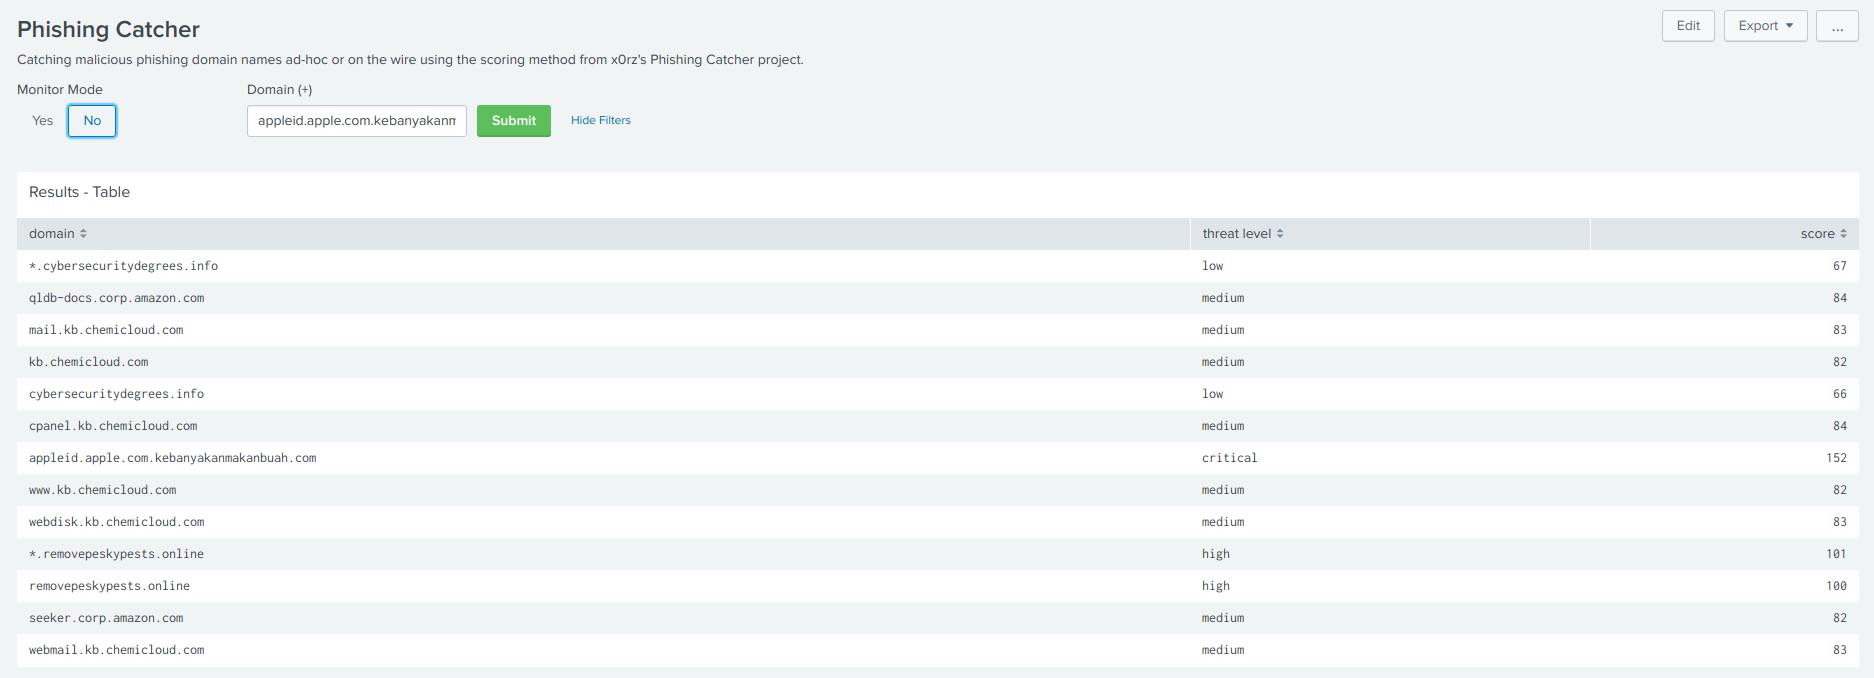 Phishing Catcher
Edit Export ...
Catching malicious phishing domain names ad-hoc or on the wire using the scoring method from x0rz's Phishing Catcher project.
Monitor Mode Domain (+)
Yes No appleid.apple.com.kebanyakanm Submit Hide Filters
Results - Table
domain threat level score
*.cybersecuritydegrees.info low 67
qldb-docs.corp.amazon.com medium 84
mail.kb.chemicloud.com medium 83
kb.chemicloud.com medium 82
cybersecuritydegrees.info low 66
cpanel.kb.chemicloud.com medium 84
appleid.apple.com.kebanyakanmakanbuah.com critical 152
www.kb.chemicloud.com medium 82
webdisk.kb.chemicloud.com medium 83
*.removepeskypests.online high 101
removepeskypests.online high 100
seeker.corp.amazon.com medium 82
webmail.kb.chemicloud.com medium 83